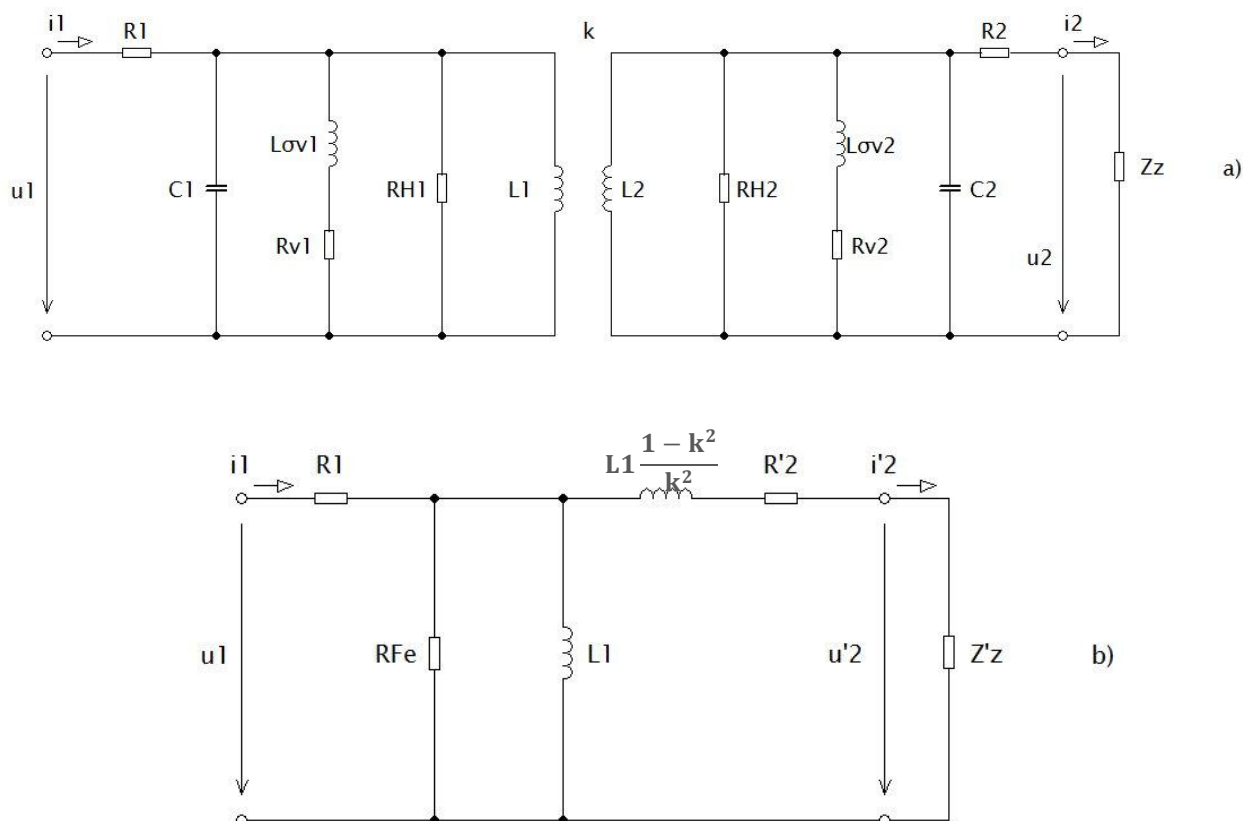 i1 R1 k R2 i2
Lσv1 Lσv2
u1 C1 RH1 L1 L2 RH2 C2 Zz a)
Rv1 Rv2
u2
i1 R1 L1 (1 − k²)/k² R'2 i'2
u1 RFe L1 u'2 Z'z b)